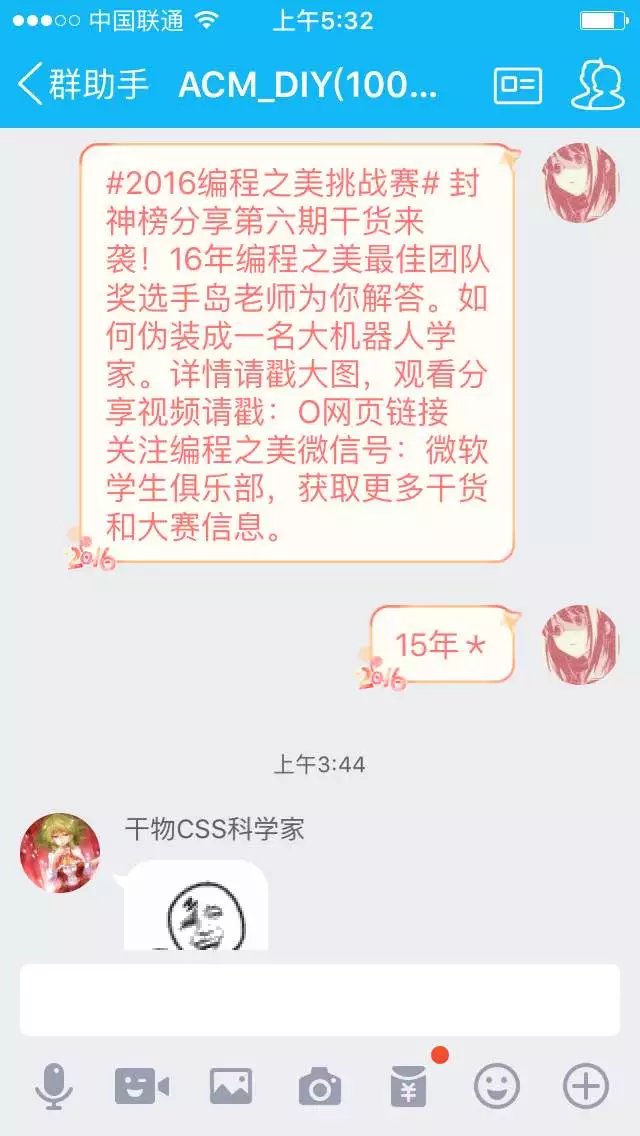 中国联通
上午5:32
群助手
ACM_DIY(100...
#2016编程之美挑战赛# 封
神榜分享第六期干货来
袭！16年编程之美最佳团队
奖选手岛老师为你解答。如
何伪装成一名大机器人学
家。详情请戳大图，观看分
享视频请戳：O网页链接
关注编程之美微信号：微软
学生俱乐部，获取更多干货
和大赛信息。
2016
15年*
2016
上午3:44
干物CSS科学家